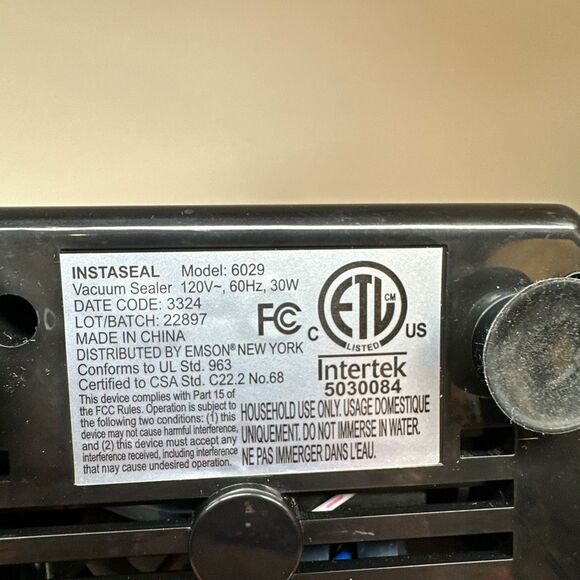 INSTASEAL Model: 6029
Vacuum Sealer 120V~, 60Hz, 30W
DATE CODE: 3324
LOT/BATCH: 22897
MADE IN CHINA
DISTRIBUTED BY EMSON® NEW YORK
Conforms to UL Std. 963
Certified to CSA Std. C22.2 No.68
This device complies with Part 15 of
the FCC Rules. Operation is subject to
the following two conditions: (1) this
device may not cause harmful interference,
and (2) this device must accept any
interference received, including interference
that may cause undesired operation.
FCC
C ETL CM US
LISTED
Intertek
5030084
HOUSEHOLD USE ONLY. USAGE DOMESTIQUE
UNIQUEMENT. DO NOT IMMERSE IN WATER.
NE PAS IMMERGER DANS L'EAU.